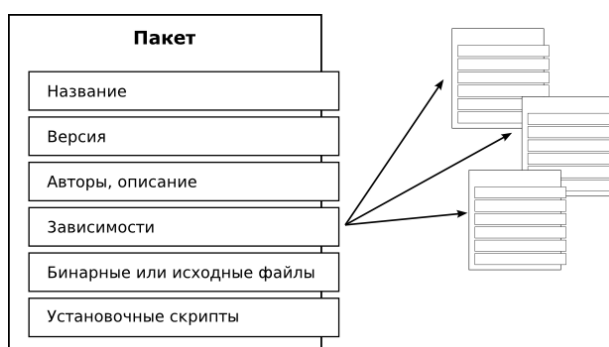 Пакет
Название
Версия
Авторы, описание
Зависимости
Бинарные или исходные файлы
Установочные скрипты